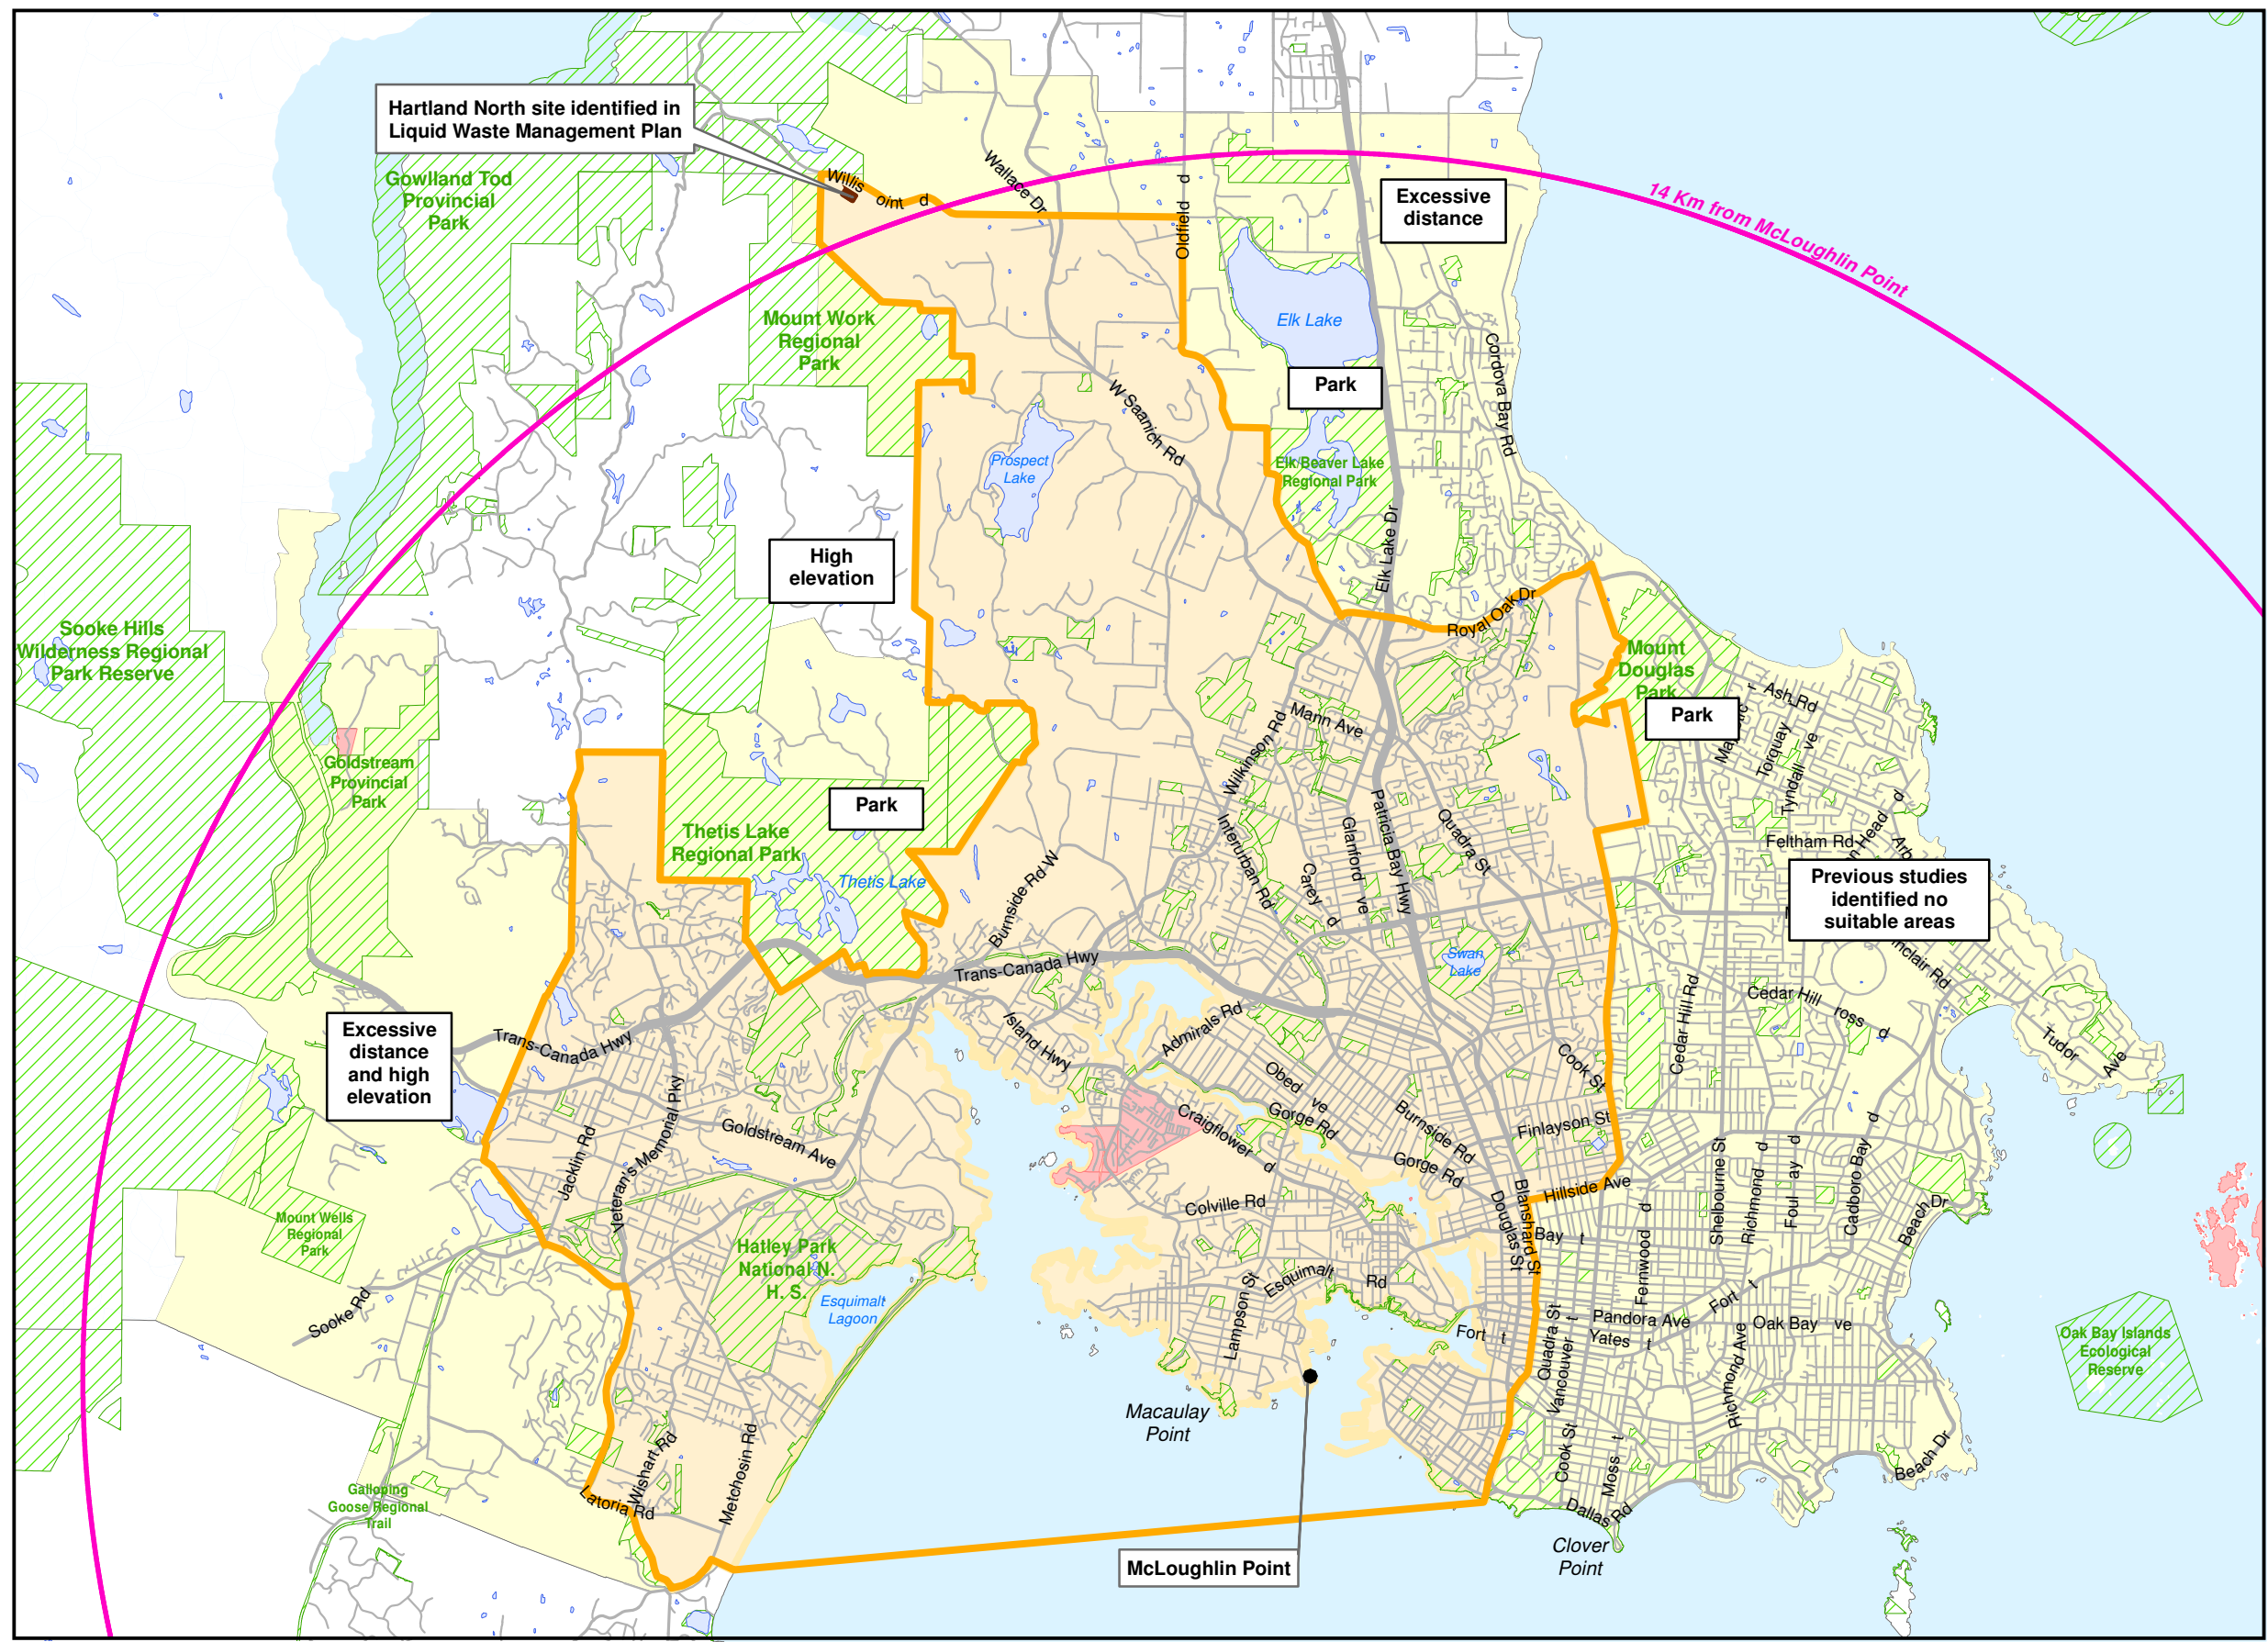 Hartland North site identified in
Liquid Waste Management Plan
Gowlland Tod
Provincial
Park
Willis
oint d
Wallace Dr
Oldfield d
Excessive
distance
14 Km from McLoughlin Point
Mount Work
Regional
Park
Elk Lake
Park
Cordova Bay Rd
W Saanich Rd
Prospect
Lake
Elk/Beaver Lake
Regional Park
Elk Lake Dr
High
elevation
Royal Oak Dr
Sooke Hills
Wilderness Regional
Park Reserve
Mount
Douglas
Park
Park
Ash Rd
Torquay
Tyndall ve
Mann Ave
Wilkinson Rd
Goldstream
Provincial
Park
Park
Thetis Lake
Regional Park
Thetis Lake
Interurban Rd
Glanford ve
Patricia Bay Hwy
Quadra St
Carey d
Feltham Rd
n Head d
Arb
Previous studies
identified no
suitable areas
Burnside Rd W
Swan
Lake
nclair Rd
Trans-Canada Hwy
Cedar Hill ross d
Cedar Hill Rd
Excessive
distance
and high
elevation
Trans-Canada Hwy
Island Hwy
Admirals Rd
Cook St
Tudor Ave
Obed ve
Gorge Rd
Burnside Rd
Finlayson St
Craigflower d
Goldstream Ave
Jacklin Rd
Veteran's Memorial Pky
Gorge Rd
Hillside Ave
Colville Rd
Blanshard St
Douglas St
Bay t
Shelbourne St
Richmond d
Foul ay d
Cadboro Bay d
Beach Dr
Mount Wells
Regional
Park
Hatley Park
National N.
H. S.
Esquimalt
Lagoon
Sooke Rd
Esquimalt Rd
Lampson St
Fernwood d
Fort t
Fort t
Pandora Ave
Yates t
Oak Bay ve
Quadra St
Vancouver t
Richmond Ave
Oak Bay Islands
Ecological
Reserve
Macaulay
Point
Cook St
Moss t
Beach Dr
Wishart Rd
Metchosin Rd
Latoria Rd
Galloping
Goose Regional
Trail
Dallas Rd
Clover
Point
McLoughlin Point